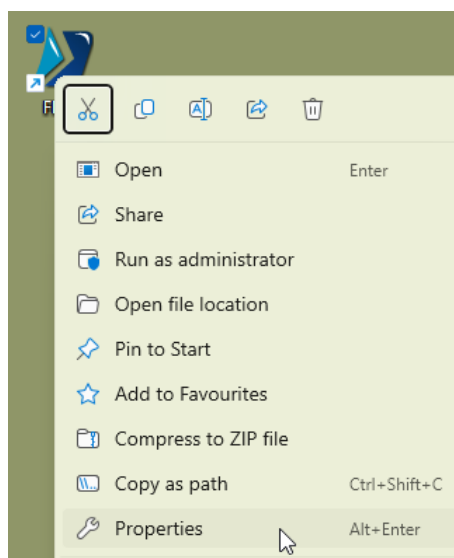 Open Enter
Share
Run as administrator
Open file location
Pin to Start
Add to Favourites
Compress to ZIP file
Copy as path Ctrl+Shift+C
Properties Alt+Enter